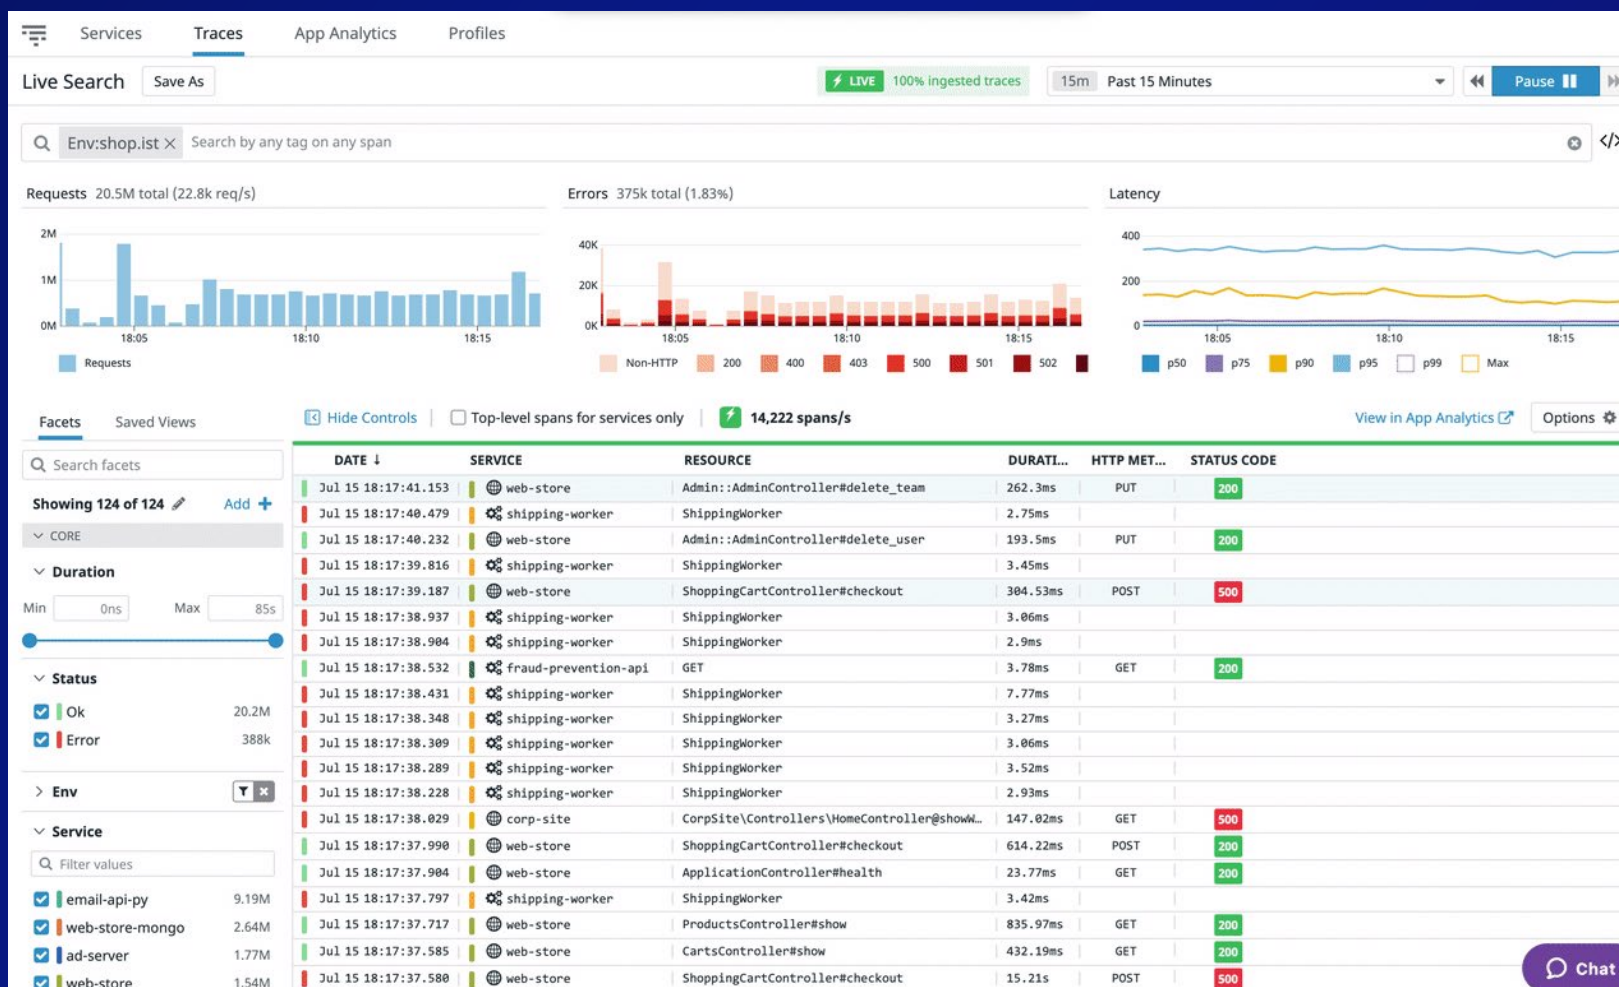 Services Traces App Analytics Profiles
Live Search Save As LIVE 100% ingested traces 15m Past 15 Minutes Pause
Env:shop.ist Search by any tag on any span </>
Requests 20.5M total (22.8k req/s)
2M
1M
0M
18:05 18:10 18:15
Requests
Errors 375k total (1.83%)
40K
20K
0K
18:05 18:10 18:15
Non-HTTP 200 400 403 500 501 502
Latency
400
200
0
18:05 18:10 18:15
p50 p75 p90 p95 p99 Max
Facets Saved Views
Search facets
Showing 124 of 124 Add +
CORE
Duration
Min 0ns Max 85s
Status
Ok 20.2M
Error 388k
Env
Service
Filter values
email-api-py 9.19M
web-store-mongo 2.64M
ad-server 1.77M
web-store 1.54M
Hide Controls Top-level spans for services only 14,222 spans/s View in App Analytics Options
DATE ↓ SERVICE RESOURCE DURATI... HTTP MET... STATUS CODE
Jul 15 18:17:41.153 web-store Admin::AdminController#delete_team 262.3ms PUT 200
Jul 15 18:17:40.479 shipping-worker ShippingWorker 2.75ms
Jul 15 18:17:40.232 web-store Admin::AdminController#delete_user 193.5ms PUT 200
Jul 15 18:17:39.816 shipping-worker ShippingWorker 3.45ms
Jul 15 18:17:39.187 web-store ShoppingCartController#checkout 304.53ms POST 500
Jul 15 18:17:38.937 shipping-worker ShippingWorker 3.06ms
Jul 15 18:17:38.904 shipping-worker ShippingWorker 2.9ms
Jul 15 18:17:38.532 fraud-prevention-api GET 3.78ms GET 200
Jul 15 18:17:38.431 shipping-worker ShippingWorker 7.77ms
Jul 15 18:17:38.348 shipping-worker ShippingWorker 3.27ms
Jul 15 18:17:38.309 shipping-worker ShippingWorker 3.06ms
Jul 15 18:17:38.289 shipping-worker ShippingWorker 3.52ms
Jul 15 18:17:38.228 shipping-worker ShippingWorker 2.93ms
Jul 15 18:17:38.029 corp-site CorpSite\Controllers\HomeController@showW... 147.02ms GET 500
Jul 15 18:17:37.990 web-store ShoppingCartController#checkout 614.22ms POST 200
Jul 15 18:17:37.904 web-store ApplicationController#health 23.77ms GET 200
Jul 15 18:17:37.797 shipping-worker ShippingWorker 3.42ms
Jul 15 18:17:37.717 web-store ProductsController#show 835.97ms GET 200
Jul 15 18:17:37.585 web-store CartsController#show 432.19ms GET 200
Jul 15 18:17:37.580 web-store ShoppingCartController#checkout 15.21s POST 500
Chat